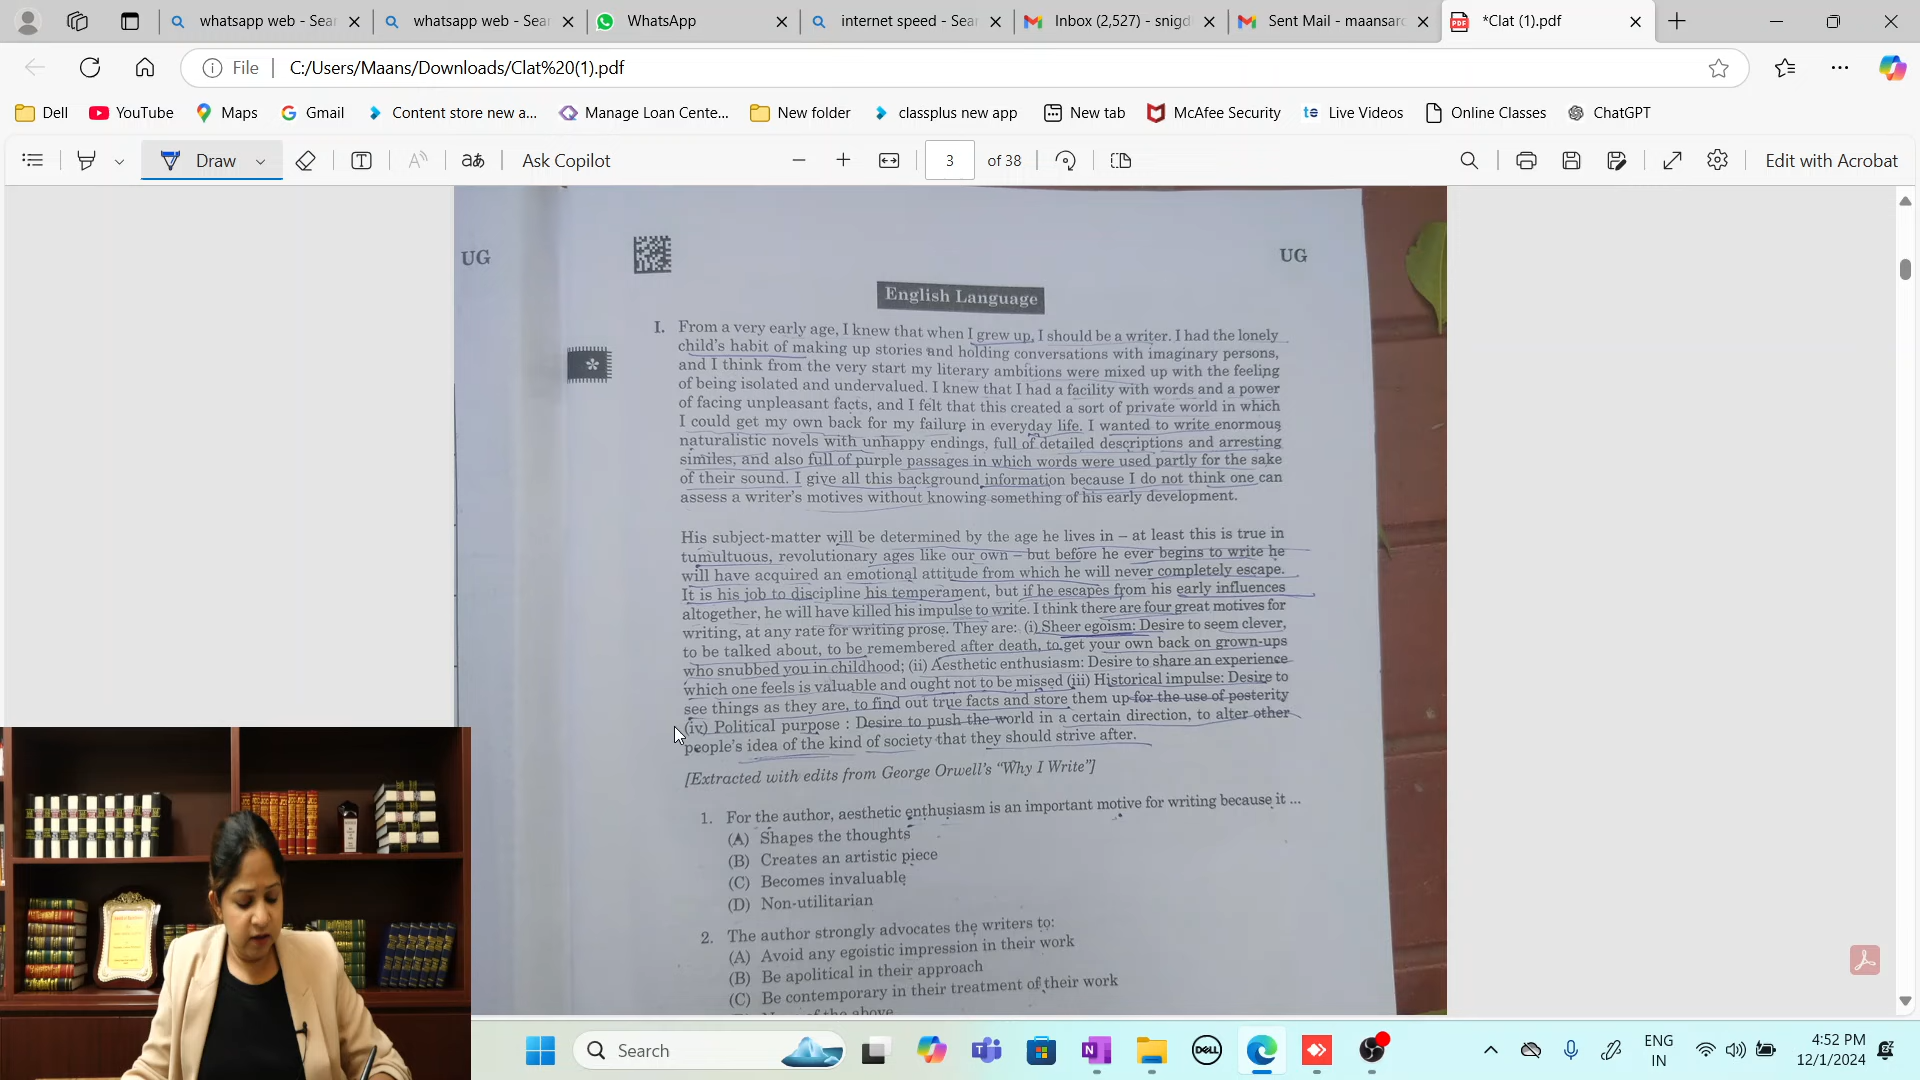 whatsapp web - Sear
whatsapp web - Sear
WhatsApp
internet speed - Sear
Inbox (2,527) - snigd
Sent Mail - maansarc
*Clat (1).pdf
File
C:/Users/Maans/Downloads/Clat%20(1).pdf
Dell
YouTube
Maps
Gmail
Content store new a...
Manage Loan Cente...
New folder
classplus new app
New tab
McAfee Security
Live Videos
Online Classes
ChatGPT
Draw
Ask Copilot
3
of 38
Edit with Acrobat
UG
UG
English Language
I. From a very early age, I knew that when I grew up, I should be a writer. I had the lonely
child's habit of making up stories and holding conversations with imaginary persons,
and I think from the very start my literary ambitions were mixed up with the feeling
of being isolated and undervalued. I knew that I had a facility with words and a power
of facing unpleasant facts, and I felt that this created a sort of private world in which
I could get my own back for my failure in everyday life. I wanted to write enormous
naturalistic novels with unhappy endings, full of detailed descriptions and arresting
similes, and also full of purple passages in which words were used partly for the sake
of their sound. I give all this background information because I do not think one can
assess a writer's motives without knowing something of his early development.
His subject-matter will be determined by the age he lives in – at least this is true in
tumultuous, revolutionary ages like our own – but before he ever begins to write he
will have acquired an emotional attitude from which he will never completely escape.
It is his job to discipline his temperament, but if he escapes from his early influences
altogether, he will have killed his impulse to write. I think there are four great motives for
writing, at any rate for writing prose. They are: (i) Sheer egoism: Desire to seem clever,
to be talked about, to be remembered after death, to get your own back on grown-ups
who snubbed you in childhood; (ii) Aesthetic enthusiasm: Desire to share an experience
which one feels is valuable and ought not to be missed (iii) Historical impulse: Desire to
see things as they are, to find out true facts and store them up for the use of posterity
(iv) Political purpose : Desire to push the world in a certain direction, to alter other
people's idea of the kind of society that they should strive after.
[Extracted with edits from George Orwell's "Why I Write"]
1. For the author, aesthetic enthusiasm is an important motive for writing because it ...
(A) Shapes the thoughts
(B) Creates an artistic piece
(C) Becomes invaluable
(D) Non-utilitarian
2. The author strongly advocates the writers to:
(A) Avoid any egoistic impression in their work
(B) Be apolitical in their approach
(C) Be contemporary in their treatment of their work
of the above
Search
DELL
ENG
IN
4:52 PM
12/1/2024